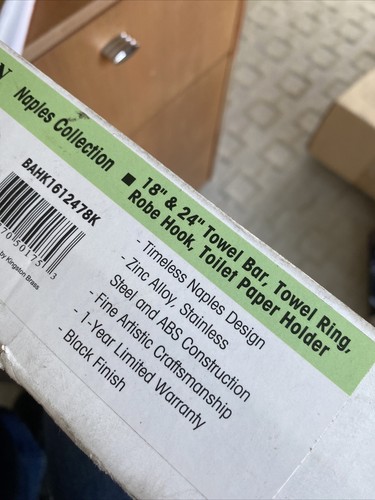 N
Naples Collection ■ 18" & 24" Towel Bar, Towel Ring,
Robe Hook, Toilet Paper Holder
BAHK1612478K
by Kingston Brass
- Timeless Naples Design
- Zinc Alloy, Stainless
Steel and ABS Construction
- Fine Artistic Craftsmanship
- 1-Year Limited Warranty
- Black Finish